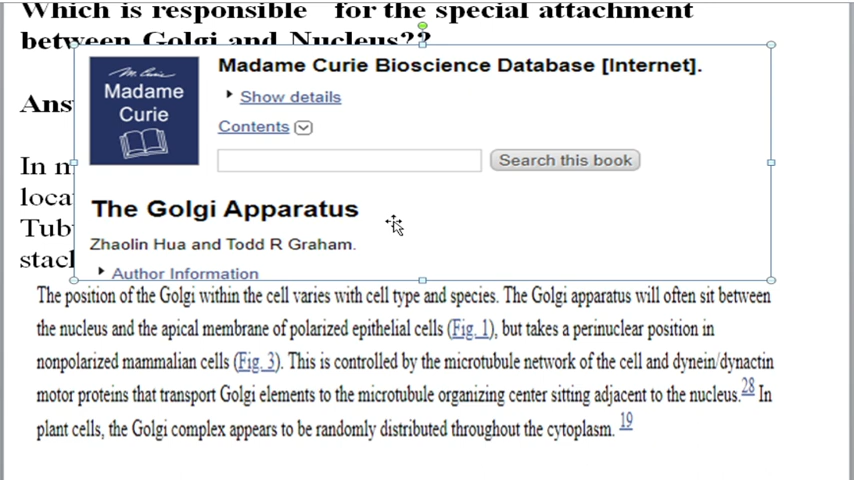 Which is responsible for the special attachment
between Golgi and Nucleus??
Madame Curie Bioscience Database [Internet].
M. Curie
Madame
Curie
Show details
Contents
Search this book
In
The Golgi Apparatus
Zhaolin Hua and Todd R Graham.
Author Information
The position of the Golgi within the cell varies with cell type and species. The Golgi apparatus will often sit between
the nucleus and the apical membrane of polarized epithelial cells (Fig. 1), but takes a perinuclear position in
nonpolarized mammalian cells (Fig. 3). This is controlled by the microtubule network of the cell and dynein/dynactin
motor proteins that transport Golgi elements to the microtubule organizing center sitting adjacent to the nucleus.28 In
plant cells, the Golgi complex appears to be randomly distributed throughout the cytoplasm. 19